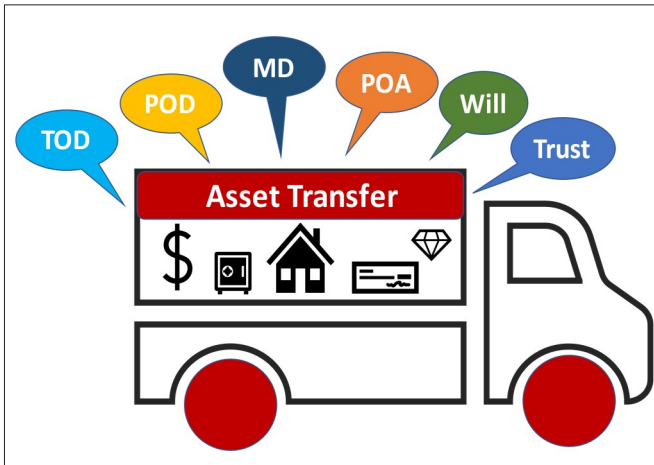 TOD
POD
MD
POA
Will
Trust
Asset Transfer
$